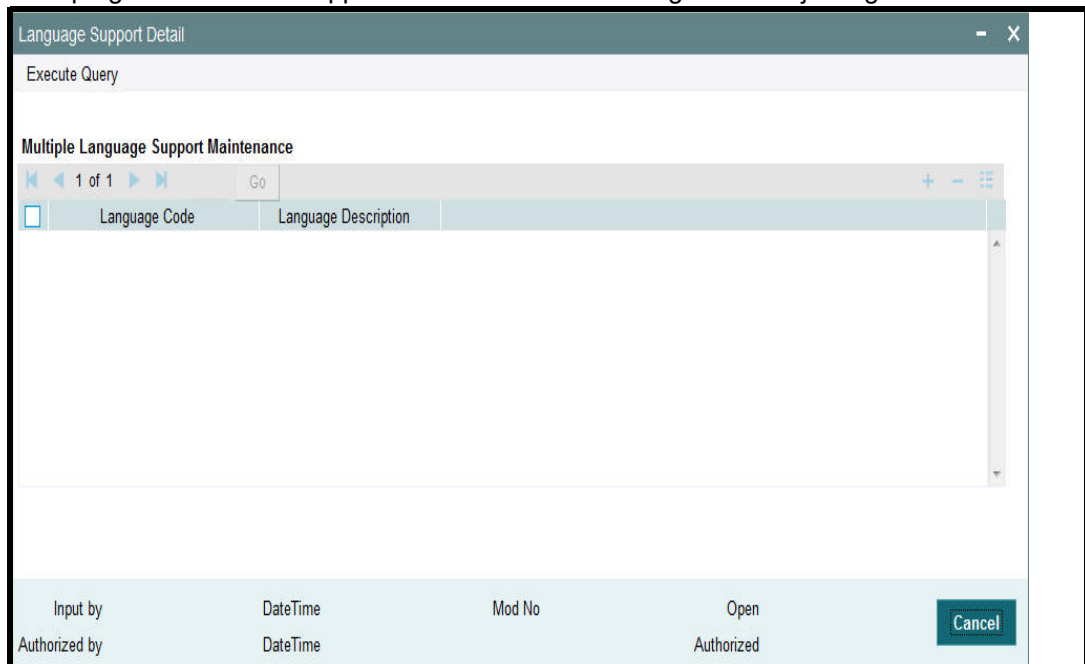 Language Support Detail
Execute Query
Multiple Language Support Maintenance
1 of 1 Go
Language Code Language Description
Input by DateTime Mod No Open
Cancel
Authorized by DateTime Authorized